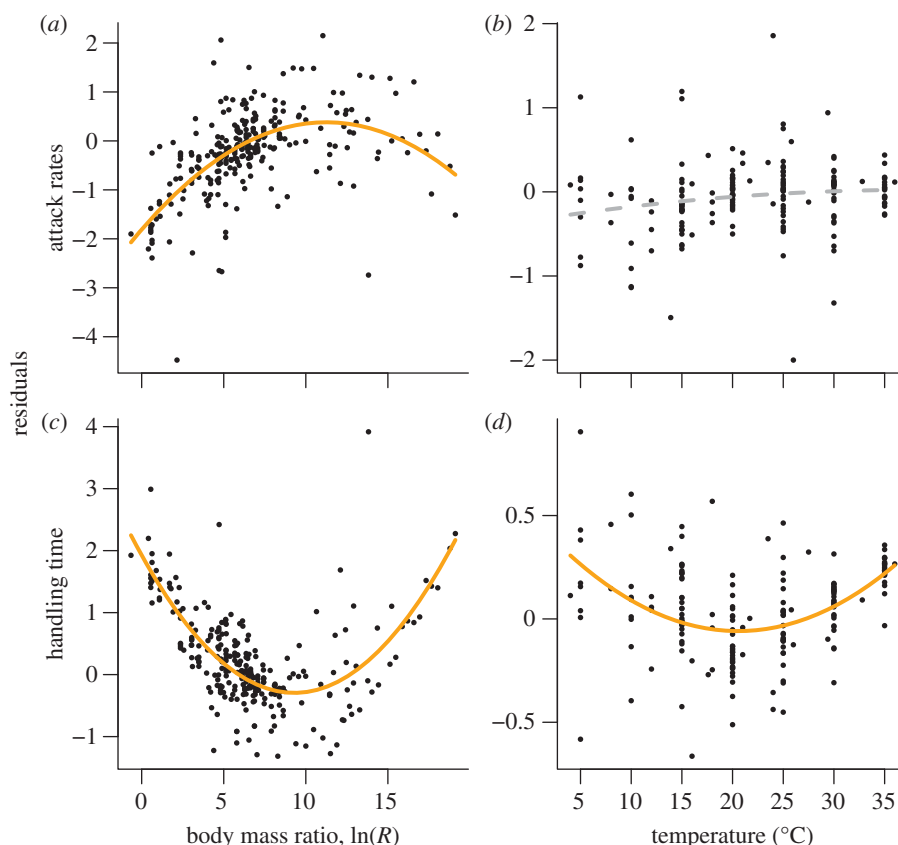 (a)
(b)
2
1
0
−1
−2
−3
−4
attack rates
2
1
0
−1
−2
residuals
(c)
(d)
4
3
2
1
0
−1
handling time
0.5
0
−0.5
0 5 10 15
5 10 15 20 25 30 35
body mass ratio, ln(R)
temperature (°C)